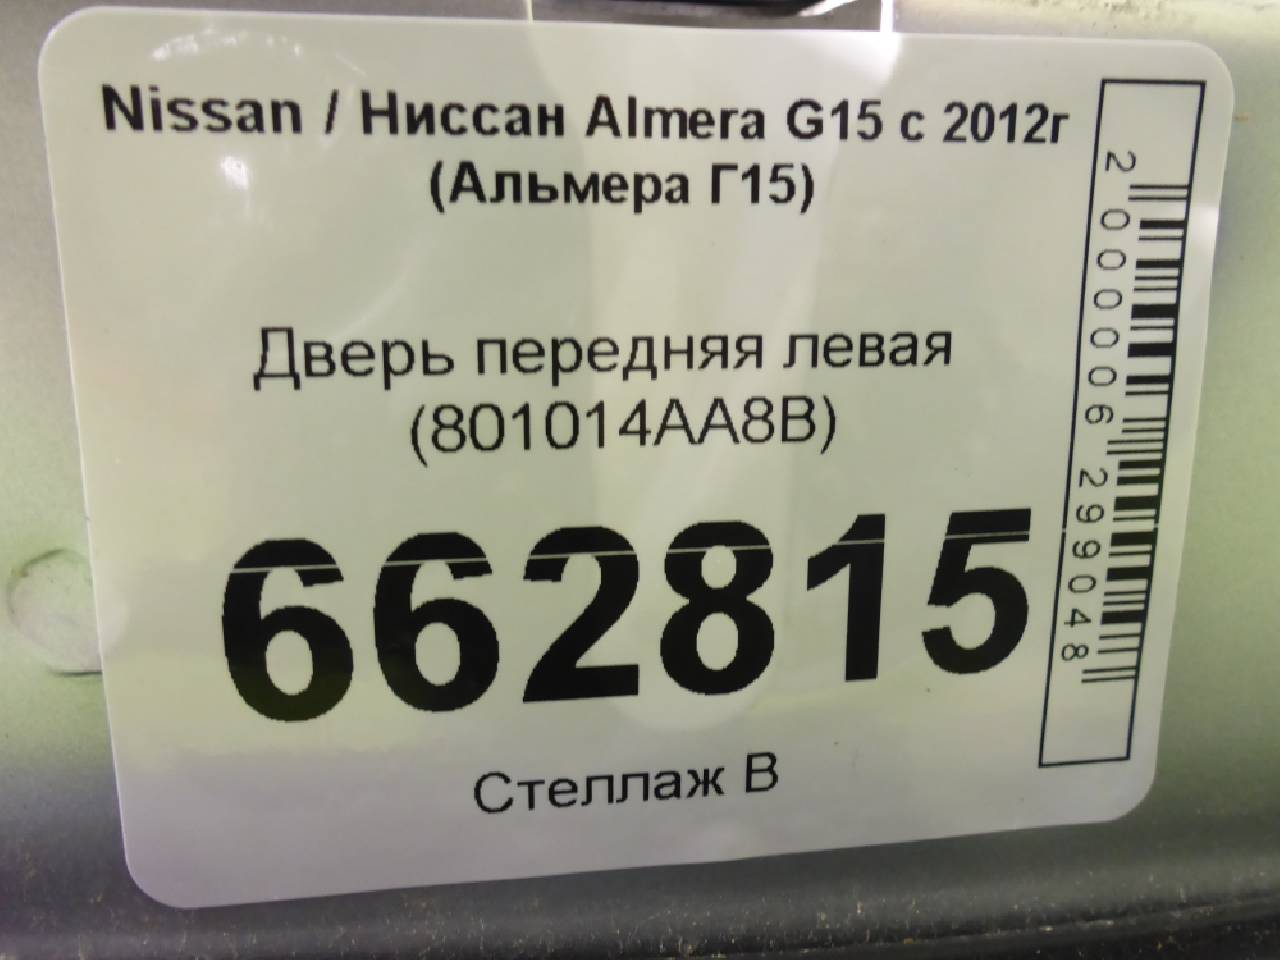 Nissan / Ниссан Almera G15 с 2012г
(Альмера Г15)
Дверь передняя левая
(801014AA8B)
662815
Стеллаж В
2000006299048